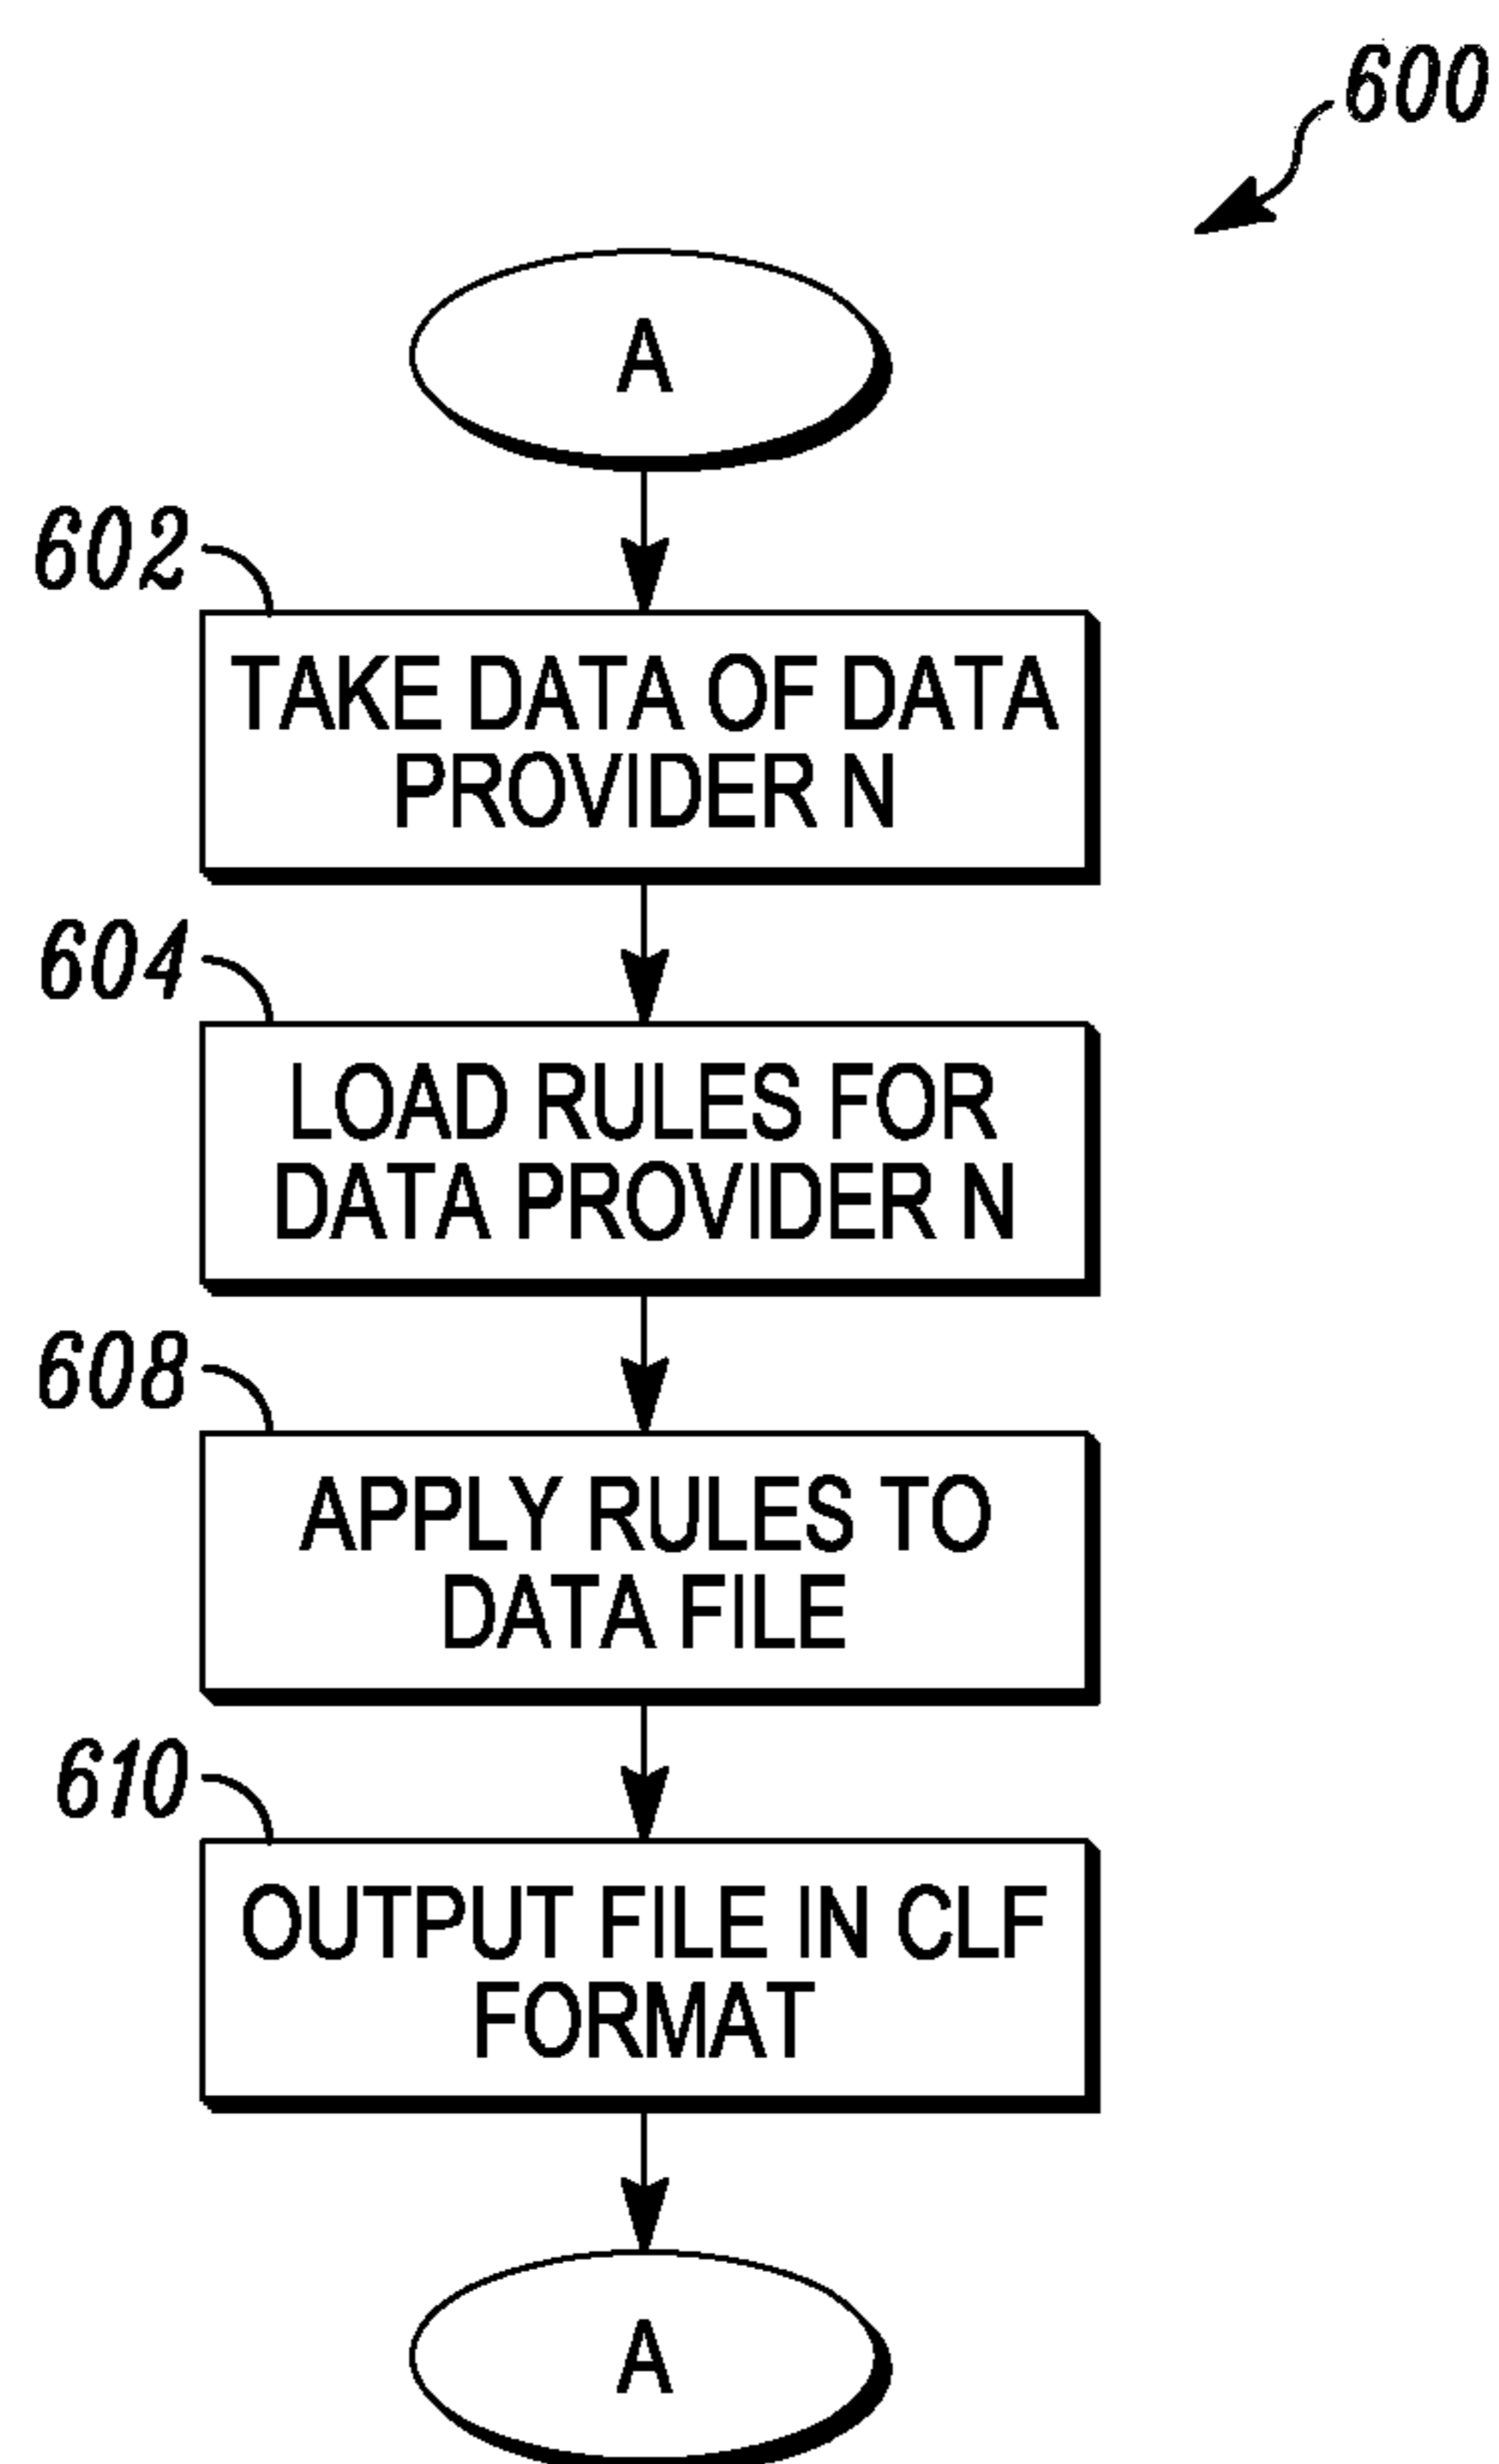 600
A
602
TAKE DATA OF DATA
PROVIDER N
604
LOAD RULES FOR
DATA PROVIDER N
608
APPLY RULES TO
DATA FILE
610
OUTPUT FILE IN CLF
FORMAT
A